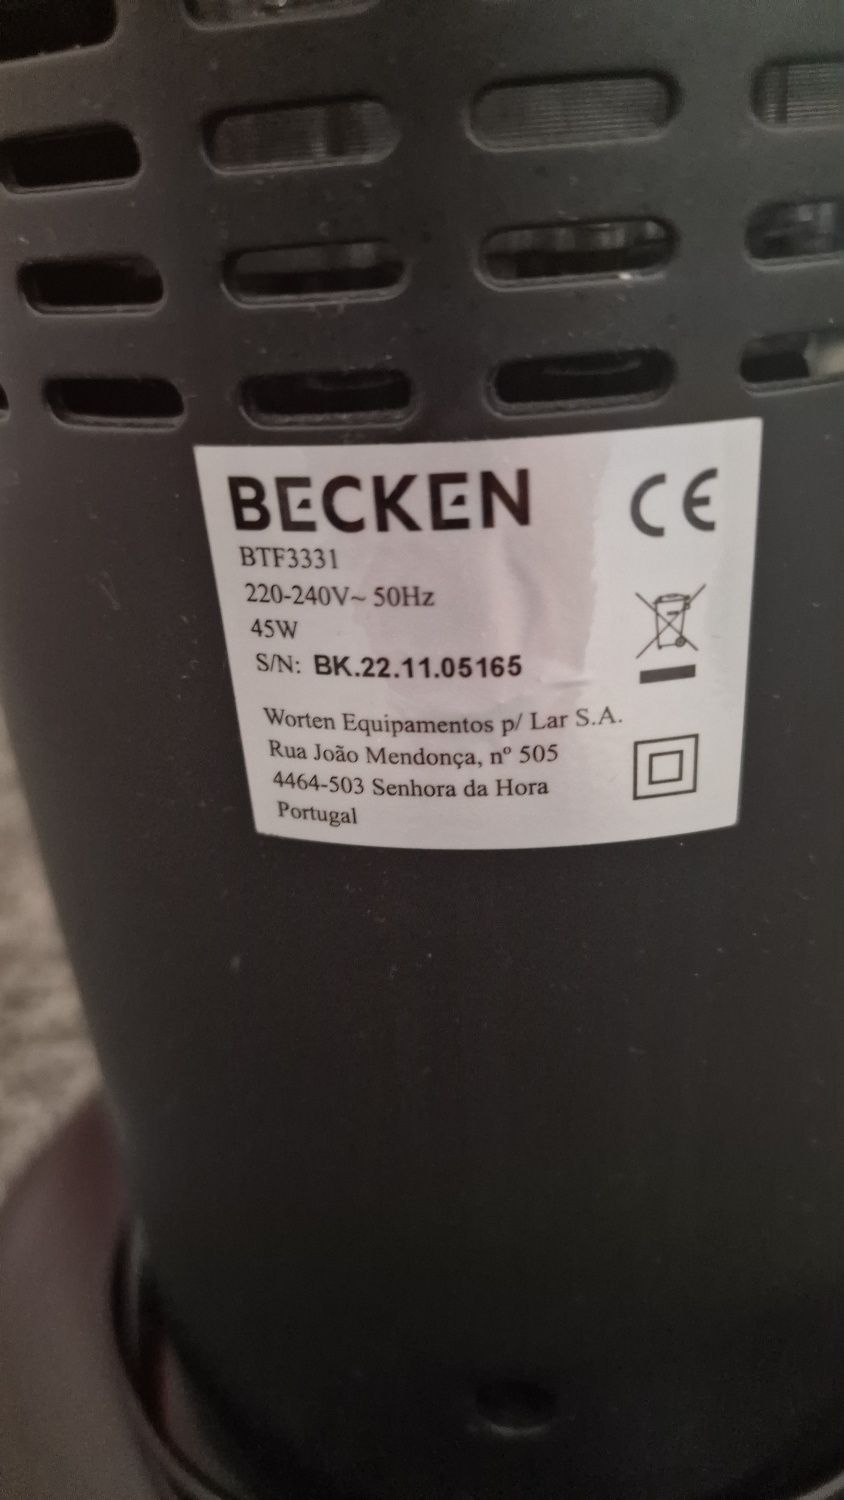 BECKEN
CE
BTF3331
220-240V~ 50Hz
45W
S/N: BK.22.11.05165
Worten Equipamentos p/ Lar S.A.
Rua João Mendonça, nº 505
4464-503 Senhora da Hora
Portugal